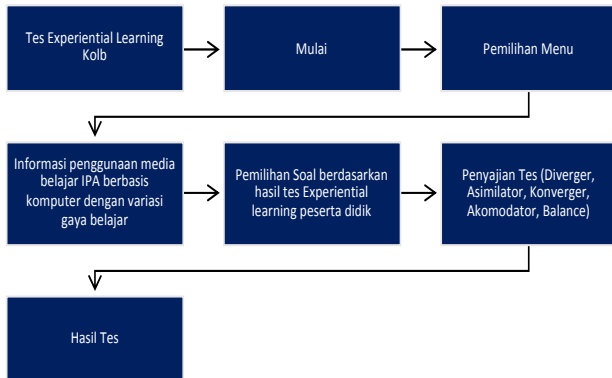 Tes Experiential Learning
Kolb
Mulai
Pemilihan Menu
Informasi penggunaan media
belajar IPA berbasis
komputer dengan variasi
gaya belajar
Pemilihan Soal berdasarkan
hasil tes Experiential
learning peserta didik
Penyajian Tes (Diverger,
Asimilator, Konverger,
Akomodator, Balance)
Hasil Tes